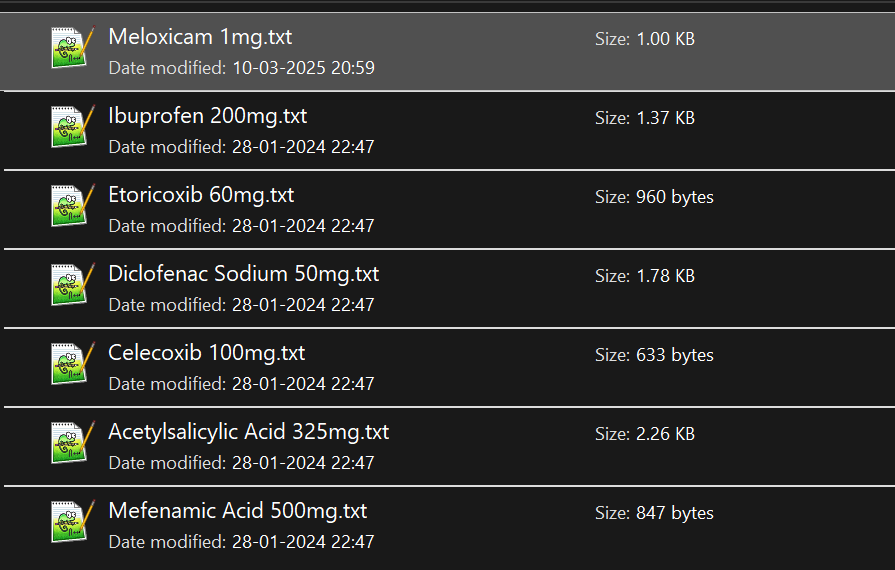 Meloxicam 1mg.txt
Size: 1.00 KB
Date modified: 10-03-2025 20:59
Ibuprofen 200mg.txt
Size: 1.37 KB
Date modified: 28-01-2024 22:47
Etoricoxib 60mg.txt
Size: 960 bytes
Date modified: 28-01-2024 22:47
Diclofenac Sodium 50mg.txt
Size: 1.78 KB
Date modified: 28-01-2024 22:47
Celecoxib 100mg.txt
Size: 633 bytes
Date modified: 28-01-2024 22:47
Acetylsalicylic Acid 325mg.txt
Size: 2.26 KB
Date modified: 28-01-2024 22:47
Mefenamic Acid 500mg.txt
Size: 847 bytes
Date modified: 28-01-2024 22:47